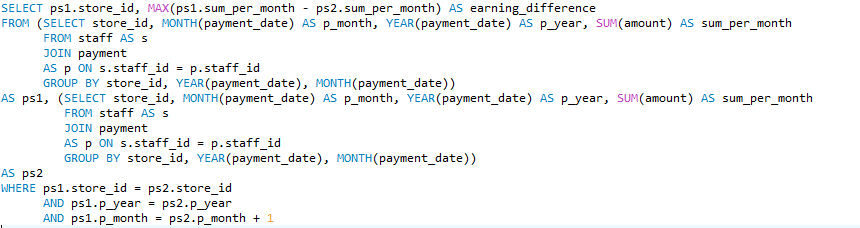 SELECT ps1.store_id, MAX(ps1.sum_per_month - ps2.sum_per_month) AS earning_difference
FROM (SELECT store_id, MONTH(payment_date) AS p_month, YEAR(payment_date) AS p_year, SUM(amount) AS sum_per_month
FROM staff AS s
JOIN payment
AS p ON s.staff_id = p.staff_id
GROUP BY store_id, YEAR(payment_date), MONTH(payment_date))
AS ps1, (SELECT store_id, MONTH(payment_date) AS p_month, YEAR(payment_date) AS p_year, SUM(amount) AS sum_per_month
FROM staff AS s
JOIN payment
AS p ON s.staff_id = p.staff_id
GROUP BY store_id, YEAR(payment_date), MONTH(payment_date))
AS ps2
WHERE ps1.store_id = ps2.store_id
AND ps1.p_year = ps2.p_year
AND ps1.p_month = ps2.p_month + 1